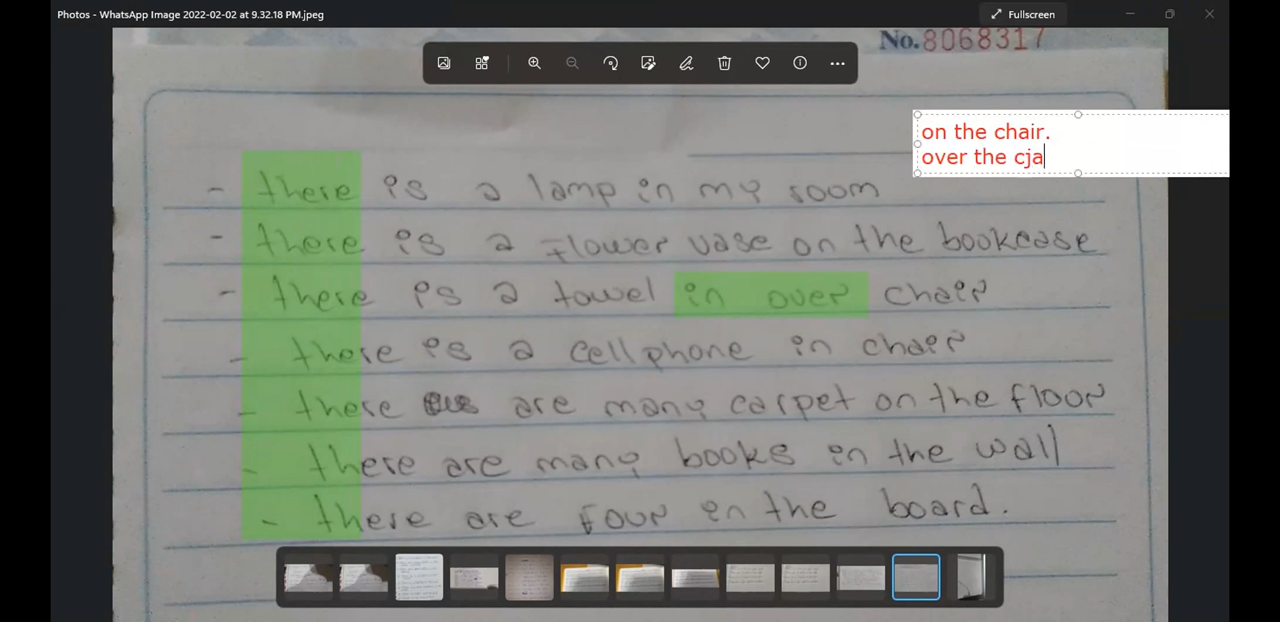 Photos - WhatsApp Image 2022-02-02 at 9.32.18 PM.jpeg
Fullscreen
No.8068317
on the chair.
over the cja
- there is a lamp in my room
- there is a flower vase on the bookcase
- there is a towel in over chair
- there is a cellphone in chair
- there are many carpet on the floor
- there are many books in the wall
- there are four in the board.